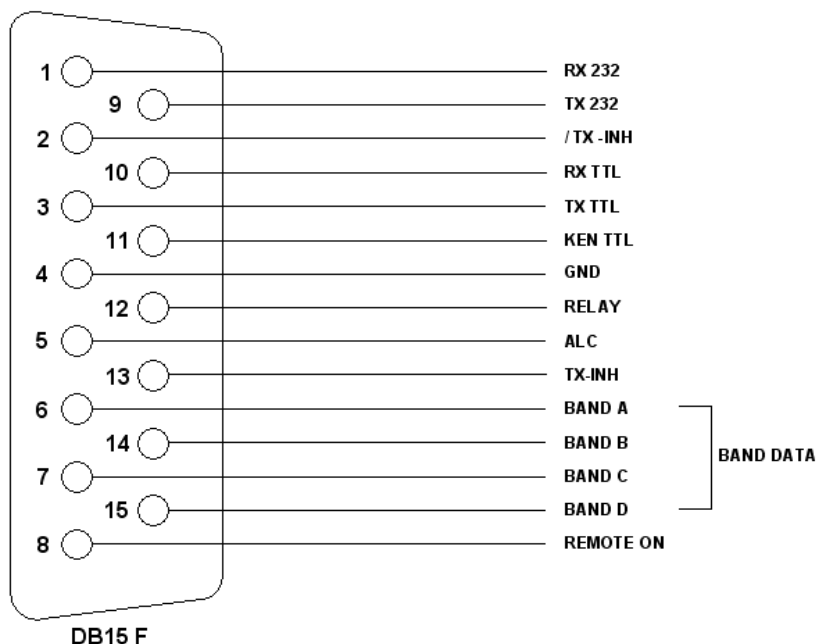 1 RX 232
9 TX 232
2 / TX -INH
10 RX TTL
3 TX TTL
11 KEN TTL
4 GND
12 RELAY
5 ALC
13 TX-INH
6 BAND A
14 BAND B
BAND DATA
7 BAND C
15 BAND D
8 REMOTE ON
DB15 F